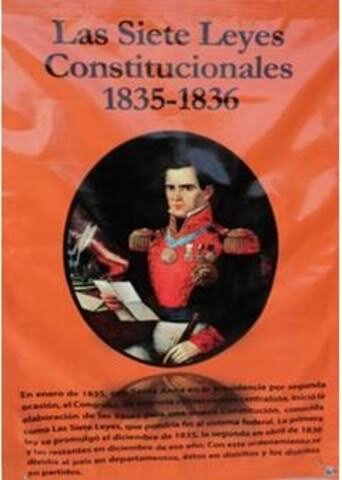 Las Siete Leyes
Constitucionales
1835-1836
En enero de 1835, con Santa Anna en la presidencia por segunda
ocasión, el Congreso, de mayoría centralista, inició la
elaboración de las bases para una nueva Constitución, conocida
como Las Siete Leyes, que pondría fin al sistema federal. La primera
ley se promulgó el diciembre de 1835, la segunda en abril de 1836
y las restantes en diciembre de ese año; Con este ordenamiento se
dividía al país en departamentos, éstos en distritos y los distritos
en partidos.